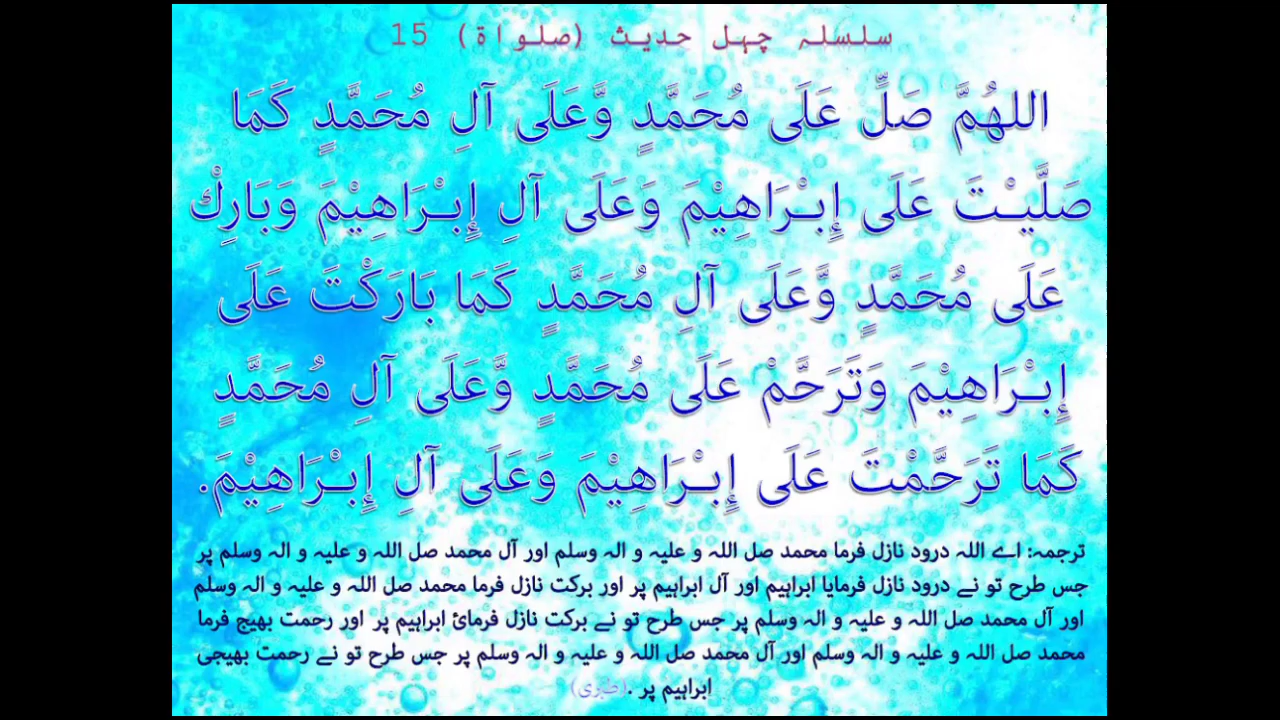 سلسلہ چہل حدیث (صلواۃ) 15
اللهُمَّ صَلِّ عَلَى مُحَمَّدٍ وَّعَلَى آلِ مُحَمَّدٍ كَمَا
صَلَّيْتَ عَلَى إِبْرَاهِيْمَ وَعَلَى آلِ إِبْرَاهِيْمَ وَبَارِكْ
عَلَى مُحَمَّدٍ وَّعَلَى آلِ مُحَمَّدٍ كَمَا بَارَكْتَ عَلَى
إِبْرَاهِيْمَ وَتَرَحَّمْ عَلَى مُحَمَّدٍ وَّعَلَى آلِ مُحَمَّدٍ
كَمَا تَرَحَّمْتَ عَلَى إِبْرَاهِيْمَ وَعَلَى آلِ إِبْرَاهِيْمَ.
ترجمہ: اے اللہ درود نازل فرما محمد صل اللہ و علیہ و الہ وسلم اور آل محمد صل اللہ و علیہ و الہ وسلم پر
جس طرح تو نے درود نازل فرمایا ابراہیم اور آل ابراہیم پر اور برکت نازل فرما محمد صل اللہ و علیہ و الہ وسلم
اور آل محمد صل اللہ و علیہ و الہ وسلم پر جس طرح تو نے برکت نازل فرمائ ابراہیم پر اور رحمت بھیج فرما
محمد صل اللہ و علیہ و الہ وسلم اور آل محمد صل اللہ و علیہ و الہ وسلم پر جس طرح تو نے رحمت بھیجی
ابراہیم پر .(طبری)